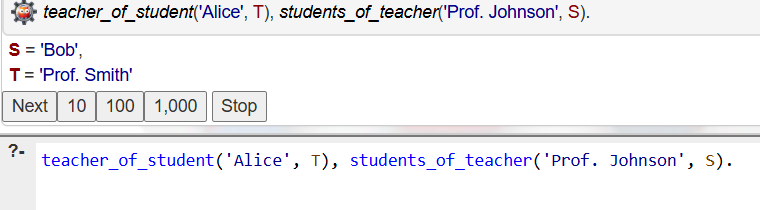 teacher_of_student('Alice', T), students_of_teacher('Prof. Johnson', S).
S = 'Bob',
T = 'Prof. Smith'
Next 10 100 1,000 Stop
?- teacher_of_student('Alice', T), students_of_teacher('Prof. Johnson', S).